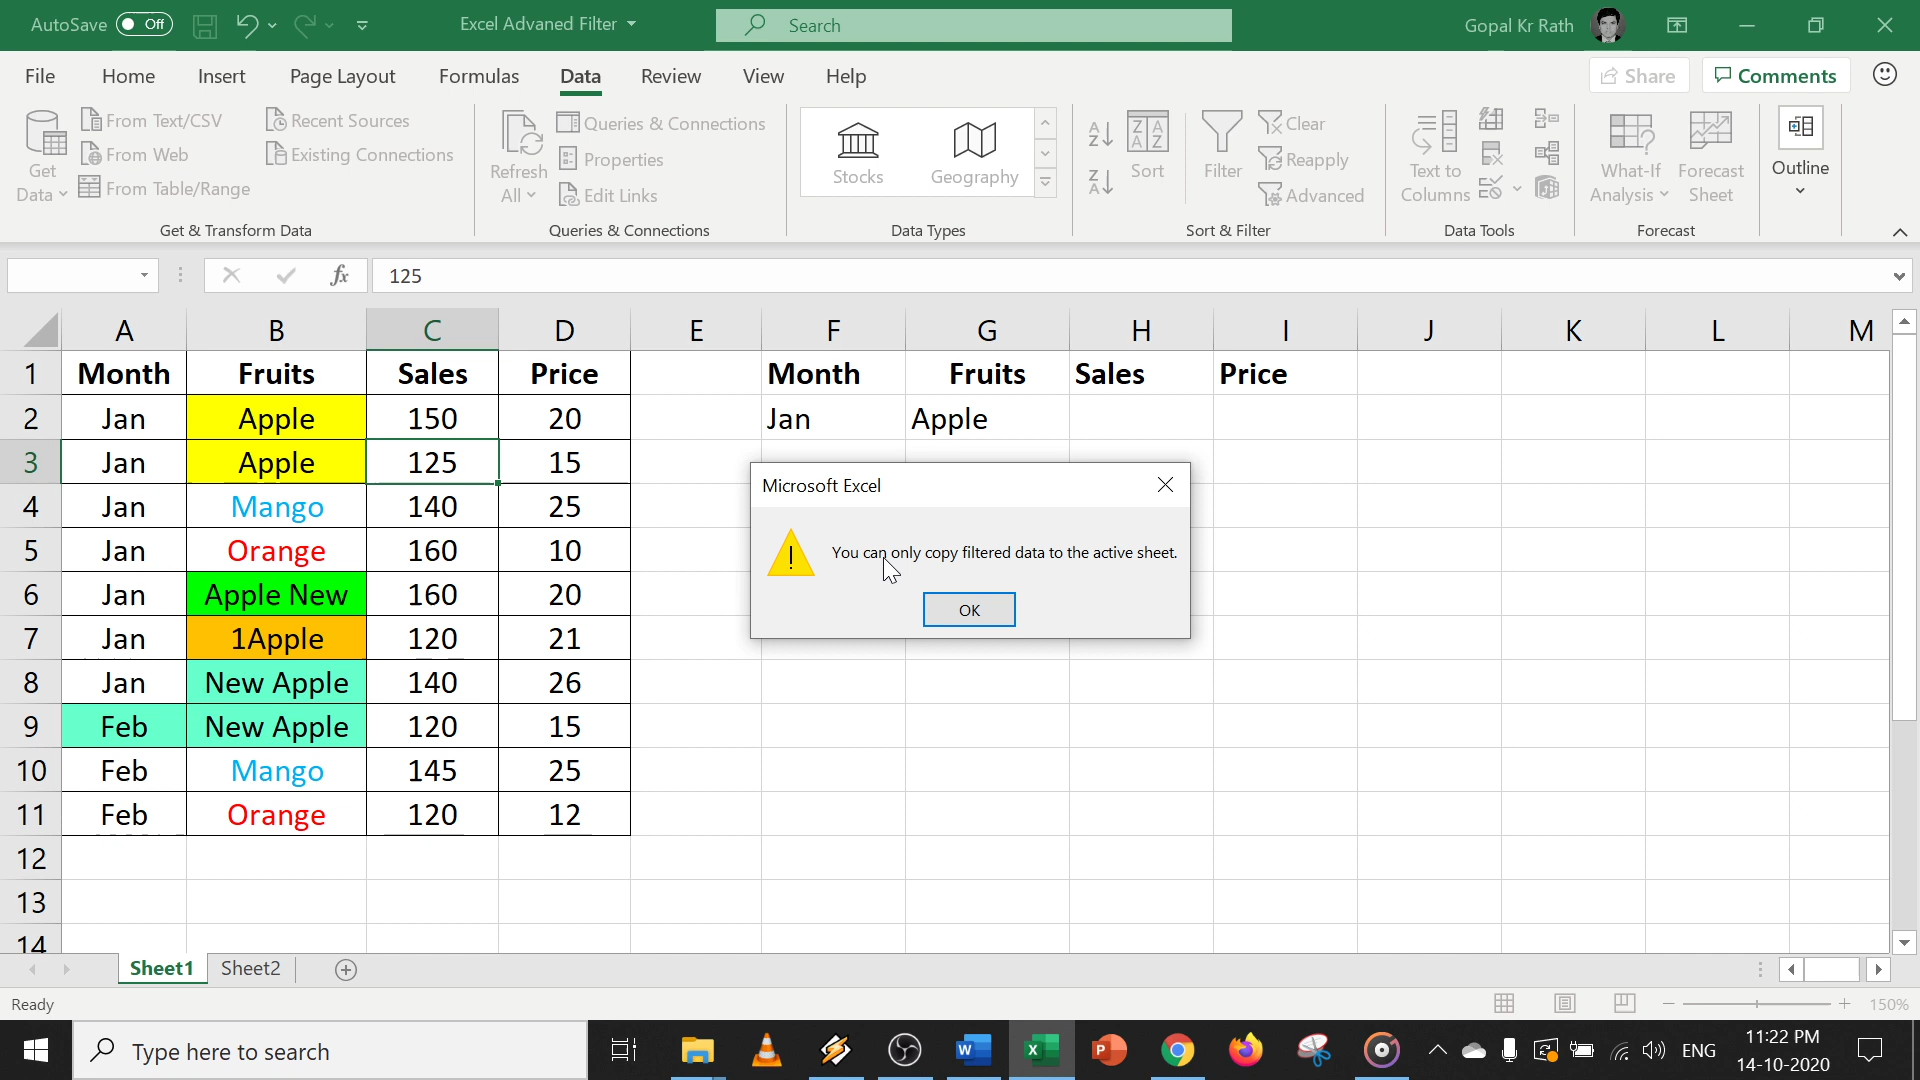 AutoSave Off Excel Advaned Filter Search Gopal Kr Rath
File Home Insert Page Layout Formulas Data Review View Help Share Comments
Get Data
From Text/CSV
From Web
From Table/Range
Recent Sources
Existing Connections
Get & Transform Data
Refresh All
Queries & Connections
Properties
Edit Links
Queries & Connections
Stocks Geography
Data Types
Sort
Filter
Clear
Reapply
Advanced
Sort & Filter
Text to Columns
Data Tools
What-If Analysis
Forecast Sheet
Forecast
Outline
fx 125
A B C D E F G H I J K L M
1 Month Fruits Sales Price Month Fruits Sales Price
2 Jan Apple 150 20 Jan Apple
3 Jan Apple 125 15
4 Jan Mango 140 25
5 Jan Orange 160 10
6 Jan Apple New 160 20
7 Jan 1Apple 120 21
8 Jan New Apple 140 26
9 Feb New Apple 120 15
10 Feb Mango 145 25
11 Feb Orange 120 12
12
13
14
Microsoft Excel
You can only copy filtered data to the active sheet.
OK
Sheet1 Sheet2
Ready 150%
Type here to search ENG 11:22 PM
14-10-2020